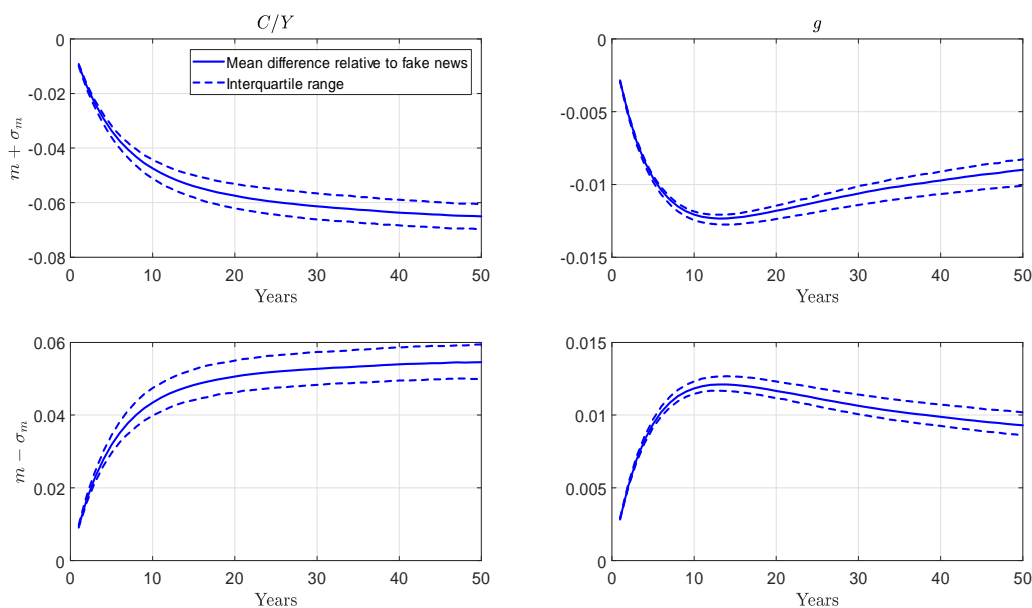 C/Y
m + σm
0
-0.02
-0.04
-0.06
-0.08
Mean difference relative to fake news
Interquartile range
0 10 20 30 40 50
Years
g
0
-0.005
-0.01
-0.015
0 10 20 30 40 50
Years
m − σm
0.06
0.04
0.02
0
0 10 20 30 40 50
Years
0.015
0.01
0.005
0
0 10 20 30 40 50
Years